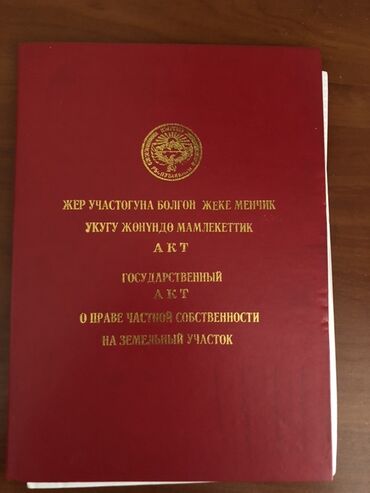 ЖЕР УЧАСТОГУНА БОЛГОН ЖЕКЕ МЕНЧИК
УКУГУ ЖӨНҮНДӨ МАМЛЕКЕТТИК
АКТ
ГОСУДАРСТВЕННЫЙ
АКТ
О ПРАВЕ ЧАСТНОЙ СОБСТВЕННОСТИ
НА ЗЕМЕЛЬНЫЙ УЧАСТОК